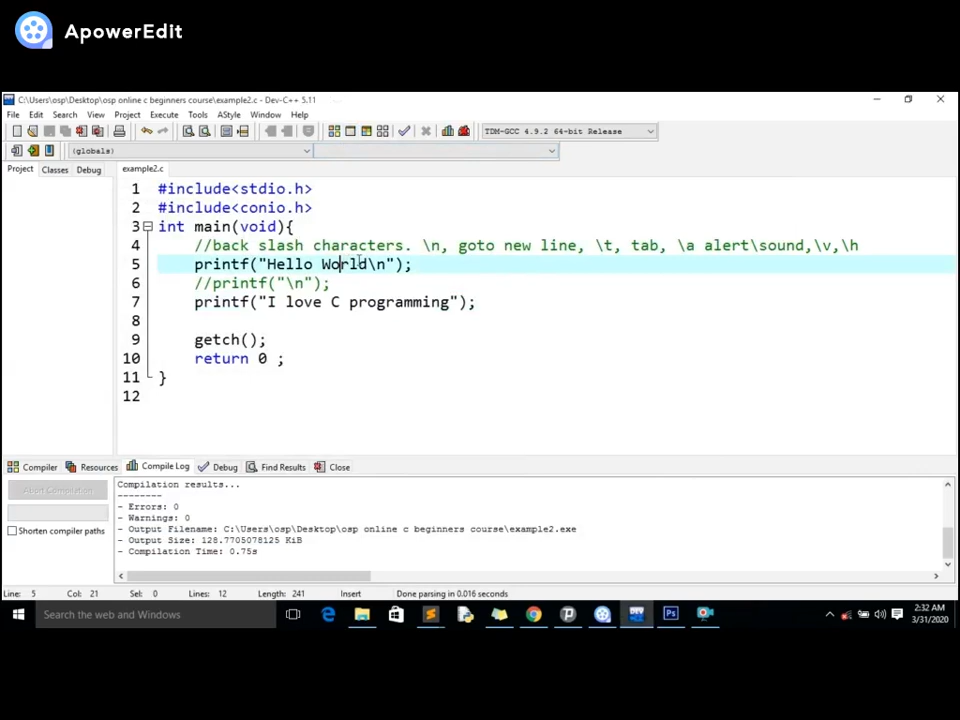 ApowerEdit
C:\Users\osp\Desktop\osp online c beginners course\example2.c - Dev-C++ 5.11
File Edit Search View Project Execute Tools AStyle Window Help
TDM-GCC 4.9.2 64-bit Release
(globals)
Project Classes Debug example2.c
1 #include<stdio.h>
2 #include<conio.h>
3 int main(void){
4 //back slash characters. \n, goto new line, \t, tab, \a alert\sound,\v,\h
5 printf("Hello World\n");
6 //printf("\n");
7 printf("I love C programming");
8
9 getch();
10 return 0 ;
11 }
12
Compiler Resources Compile Log Debug Find Results Close
Abort Compilation
Shorten compiler paths
Compilation results...
--------
- Errors: 0
- Warnings: 0
- Output Filename: C:\Users\osp\Desktop\osp online c beginners course\example2.exe
- Output Size: 128.7705078125 KiB
- Compilation Time: 0.75s
Line: 5 Col: 21 Sel: 0 Lines: 12 Length: 241 Insert Done parsing in 0.016 seconds
Search the web and Windows
DEV
Ps
2:32 AM
3/31/2020